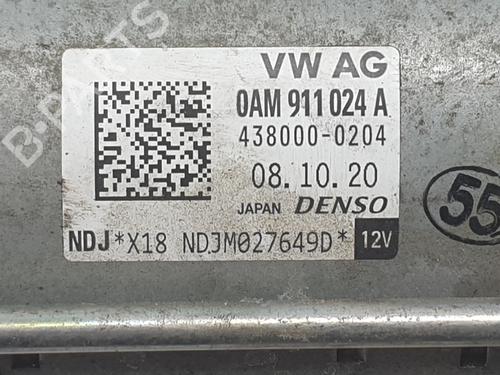 VW AG
0AM 911 024 A
438000-0204
08.10.20
JAPAN DENSO
NDJ*X18 NDJM027649D* 12V
55
B-PARTS